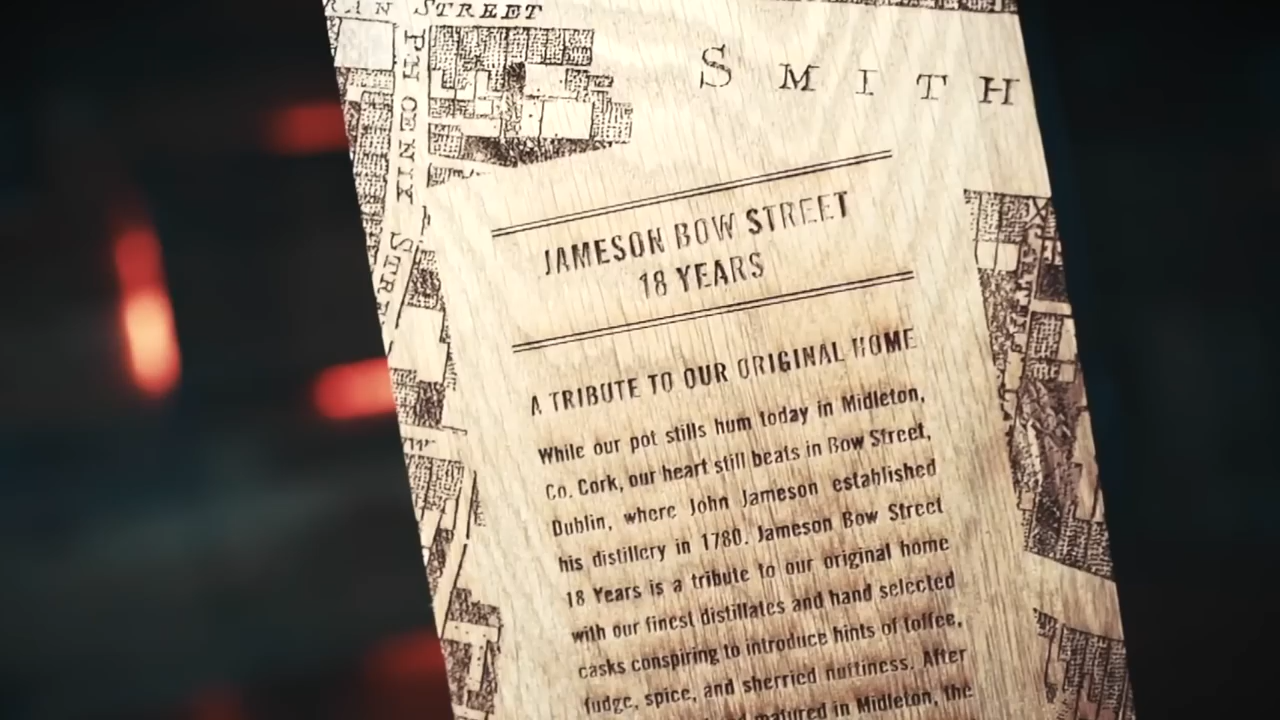 STREET
SMITH
PHŒNIX STRE
JAMESON BOW STREET
18 YEARS
A TRIBUTE TO OUR ORIGINAL HOME
While our pot stills hum today in Midleton,
Co. Cork, our heart still beats in Bow Street,
Dublin, where John Jameson established
his distillery in 1780. Jameson Bow Street
18 Years is a tribute to our original home
with our finest distillates and hand selected
casks conspiring to introduce hints of toffee,
fudge, spice, and sherried nuttiness. After
matured in Midleton, the